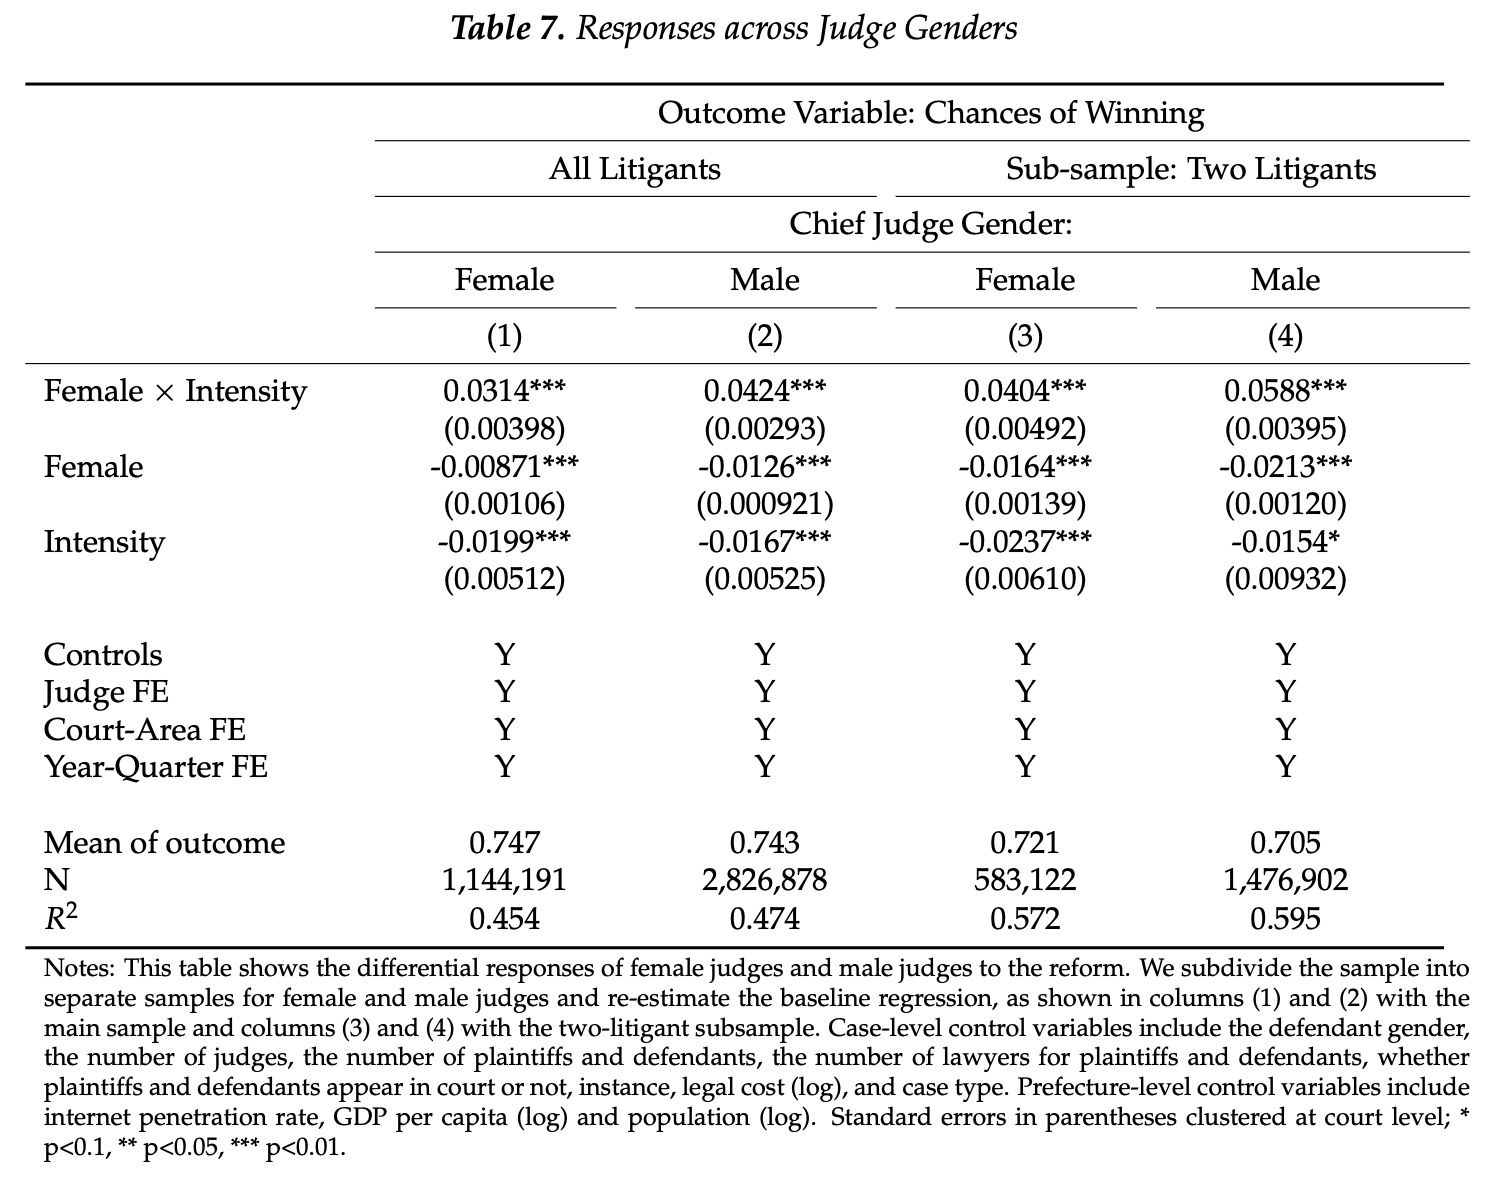 Table 7. Responses across Judge Genders
Outcome Variable: Chances of Winning
All Litigants Sub-sample: Two Litigants
Chief Judge Gender:
Female Male Female Male
(1) (2) (3) (4)
Female × Intensity 0.0314*** 0.0424*** 0.0404*** 0.0588***
(0.00398) (0.00293) (0.00492) (0.00395)
Female -0.00871*** -0.0126*** -0.0164*** -0.0213***
(0.00106) (0.000921) (0.00139) (0.00120)
Intensity -0.0199*** -0.0167*** -0.0237*** -0.0154*
(0.00512) (0.00525) (0.00610) (0.00932)
Controls Y Y Y Y
Judge FE Y Y Y Y
Court-Area FE Y Y Y Y
Year-Quarter FE Y Y Y Y
Mean of outcome 0.747 0.743 0.721 0.705
N 1,144,191 2,826,878 583,122 1,476,902
R² 0.454 0.474 0.572 0.595
Notes: This table shows the differential responses of female judges and male judges to the reform. We subdivide the sample into
separate samples for female and male judges and re-estimate the baseline regression, as shown in columns (1) and (2) with the
main sample and columns (3) and (4) with the two-litigant subsample. Case-level control variables include the defendant gender,
the number of judges, the number of plaintiffs and defendants, the number of lawyers for plaintiffs and defendants, whether
plaintiffs and defendants appear in court or not, instance, legal cost (log), and case type. Prefecture-level control variables include
internet penetration rate, GDP per capita (log) and population (log). Standard errors in parentheses clustered at court level; *
p<0.1, ** p<0.05, *** p<0.01.